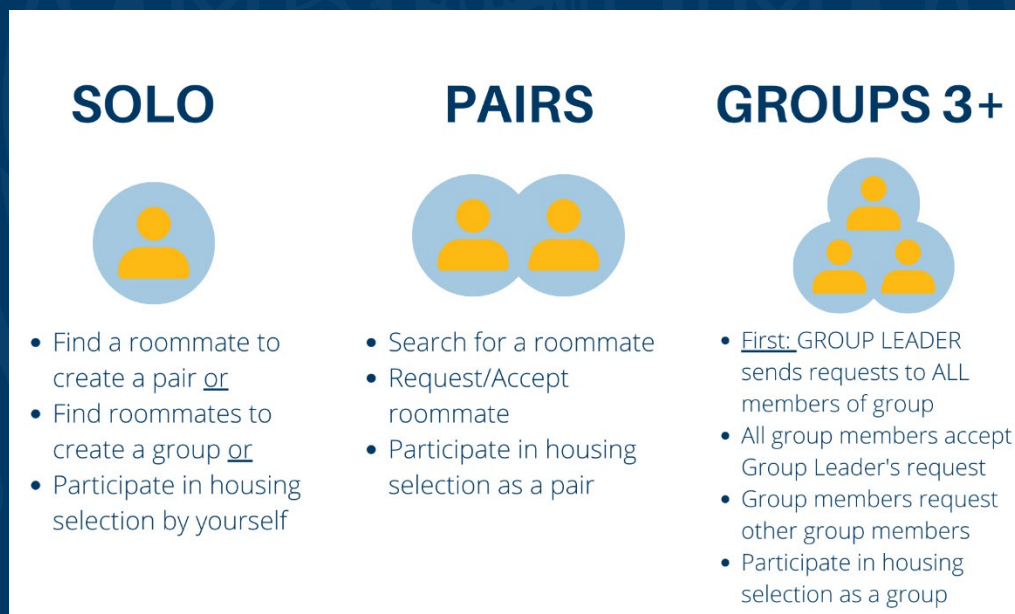 SOLO
• Find a roommate to
create a pair or
• Find roommates to
create a group or
• Participate in housing
selection by yourself
PAIRS
• Search for a roommate
• Request/Accept
roommate
• Participate in housing
selection as a pair
GROUPS 3+
• First: GROUP LEADER
sends requests to ALL
members of group
• All group members accept
Group Leader's request
• Group members request
other group members
• Participate in housing
selection as a group